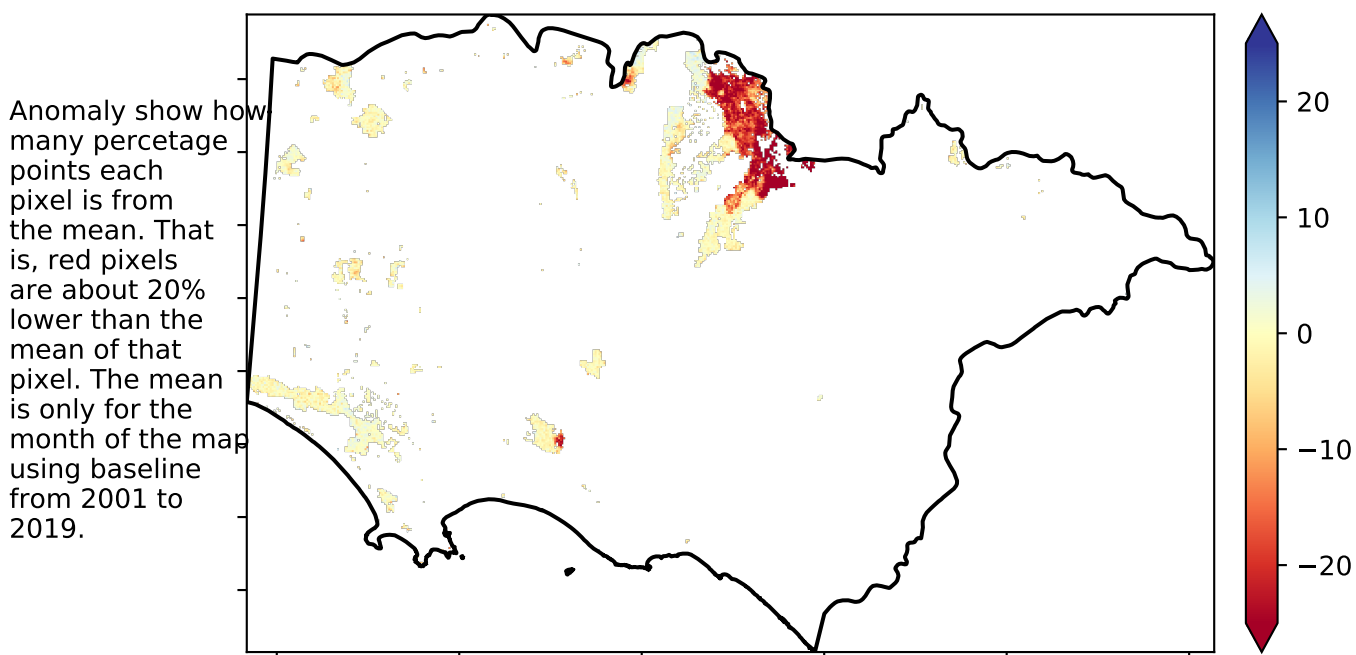 Anomaly show how
many percetage
points each
pixel is from
the mean. That
is, red pixels
are about 20%
lower than the
mean of that
pixel. The mean
is only for the
month of the map
using baseline
from 2001 to
2019.
20
10
0
−10
−20